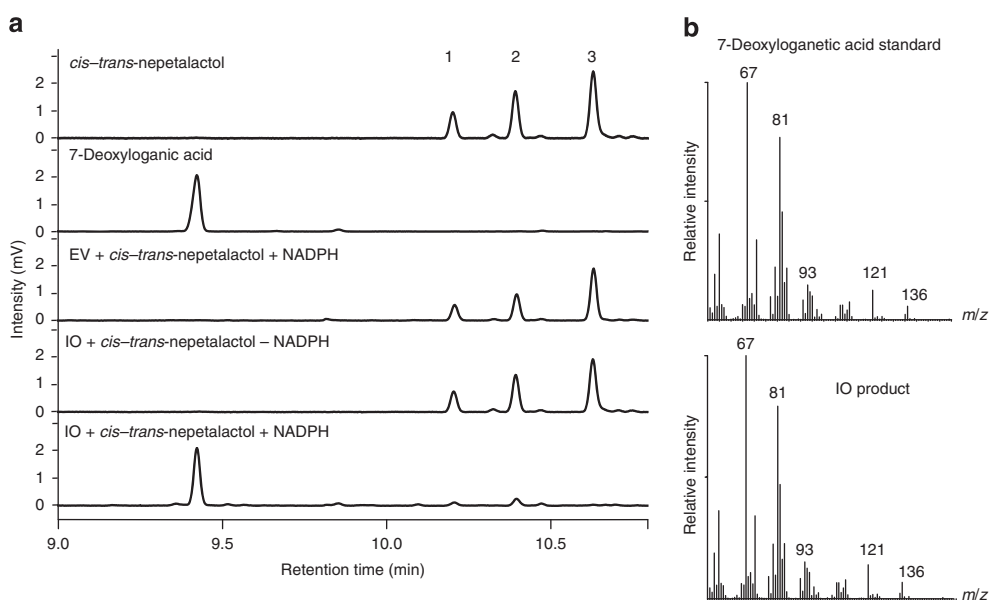 a
cis–trans-nepetalactol
1 2 3
2
1
0
7-Deoxyloganic acid
2
1
0
EV + cis–trans-nepetalactol + NADPH
2
1
0
IO + cis–trans-nepetalactol – NADPH
2
1
0
IO + cis–trans-nepetalactol + NADPH
2
1
0
Intensity (mV)
9.0 9.5 10.0 10.5
Retention time (min)
b
7-Deoxyloganetic acid standard
67
81
93
121
136
Relative intensity
m/z
IO product
67
81
93
121
136
Relative intensity
m/z